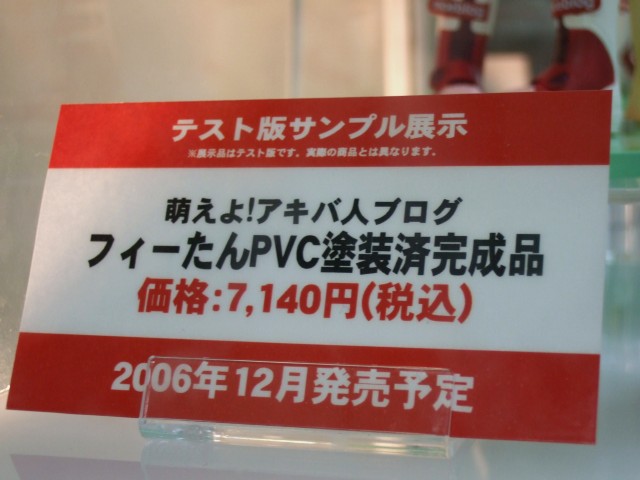 テスト版サンプル展示
※展示品はテスト版です。実際の商品とは異なります。
萌えよ!アキバ人ブログ
フィーたんPVC塗装済完成品
価格:7,140円(税込)
2006年12月発売予定